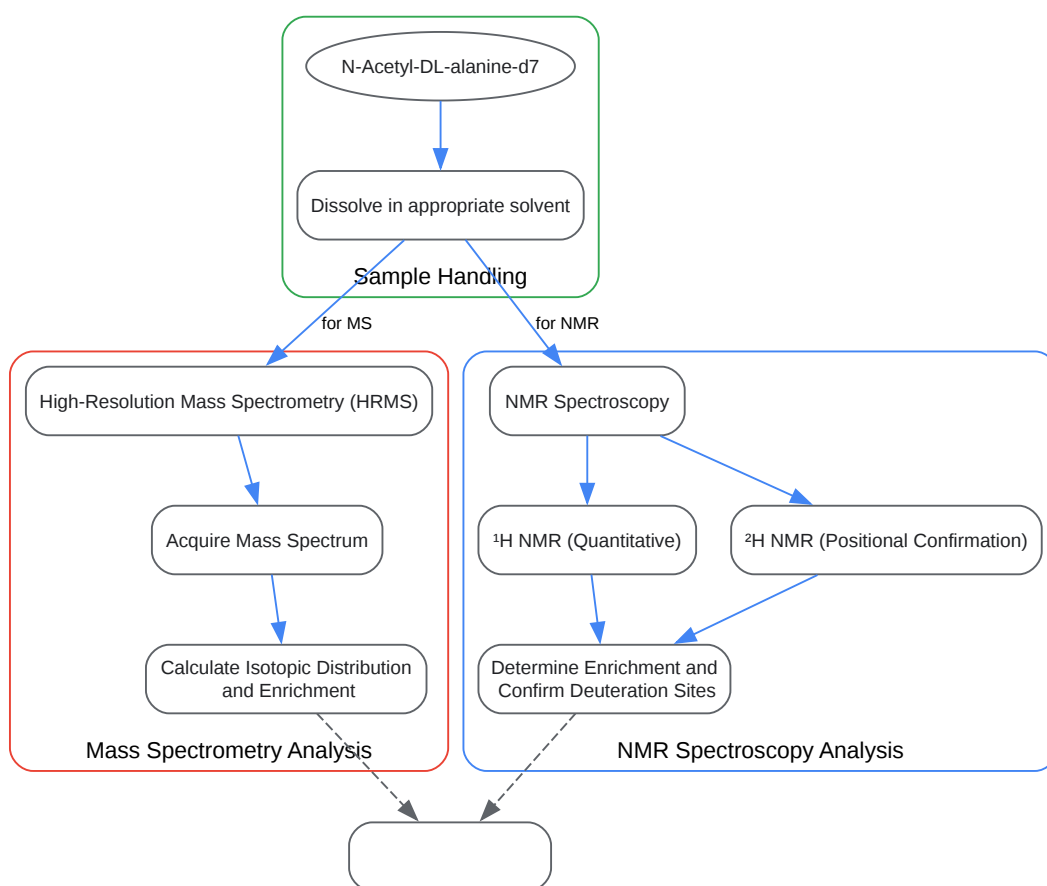 N-Acetyl-DL-alanine-d7
Dissolve in appropriate solvent
Sample Handling
for MS
for NMR
High-Resolution Mass Spectrometry (HRMS)
Acquire Mass Spectrum
Calculate Isotopic Distribution
and Enrichment
Mass Spectrometry Analysis
NMR Spectroscopy
¹H NMR (Quantitative)
²H NMR (Positional Confirmation)
Determine Enrichment and
Confirm Deuteration Sites
NMR Spectroscopy Analysis